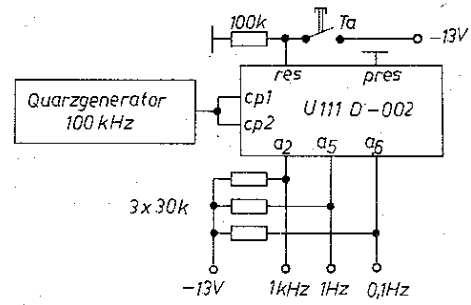 100k
Ta
-13V
res
pres
Quarzgenerator
100 kHz
cp1
cp2
U111 D-002
a2
a5
a6
3 x 30k
-13V
1kHz
1Hz
0,1Hz